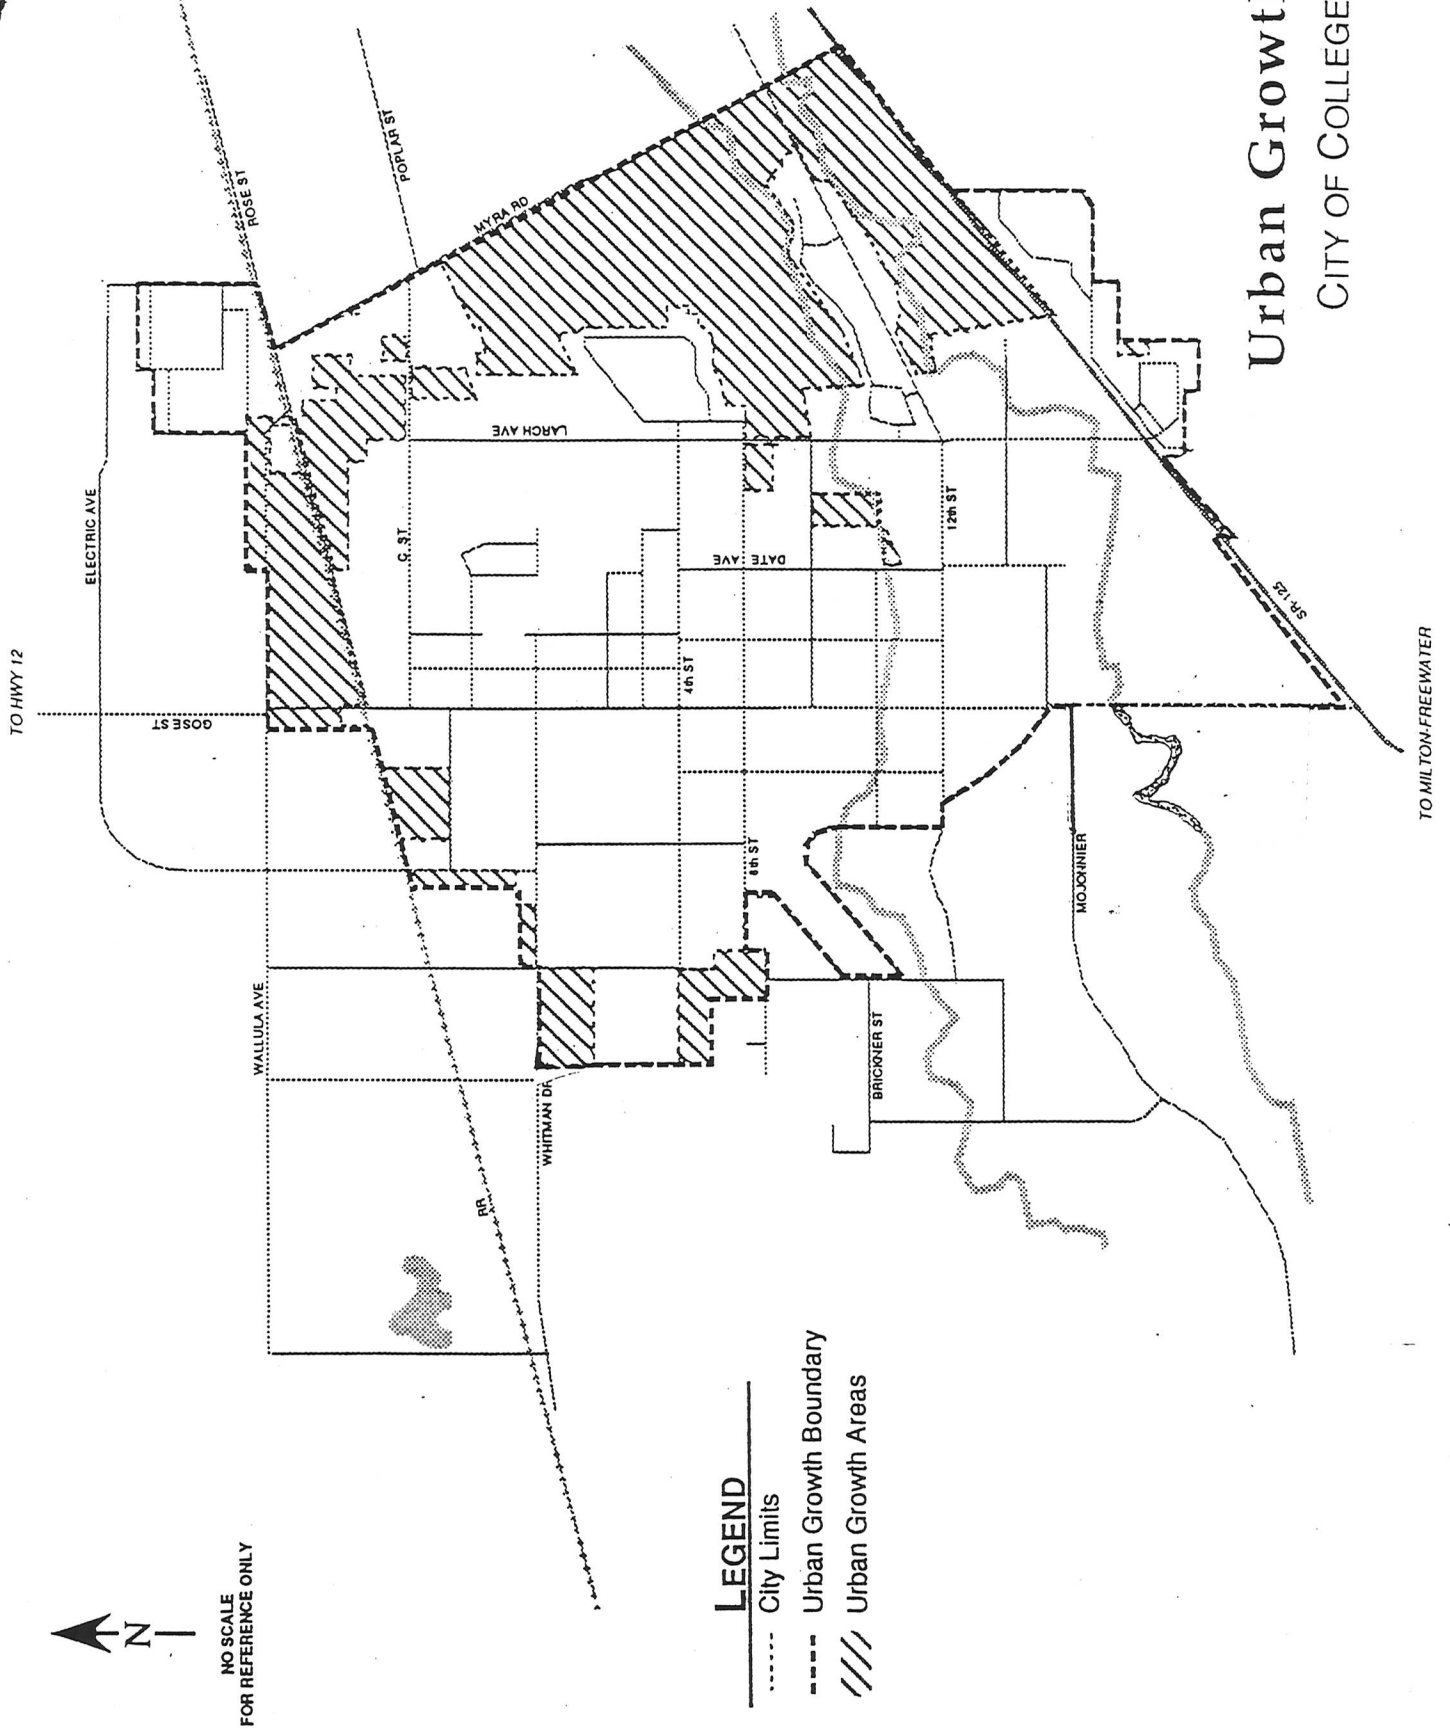 TO HWY 12
ELECTRIC AVE
ROSE ST
POPLAR ST
MYRA RD
GOSE ST
WALLULA AVE
C ST
LARCH AVE
4th ST
DATE AVE
12th ST
RR
WHITMAN DR
BRICKNER ST
MOJONNIER
SR-125
TO MILTON-FREEWATER
N
NO SCALE
FOR REFERENCE ONLY
LEGEND
City Limits
Urban Growth Boundary
Urban Growth Areas
Urban Growt
CITY OF COLLEGE